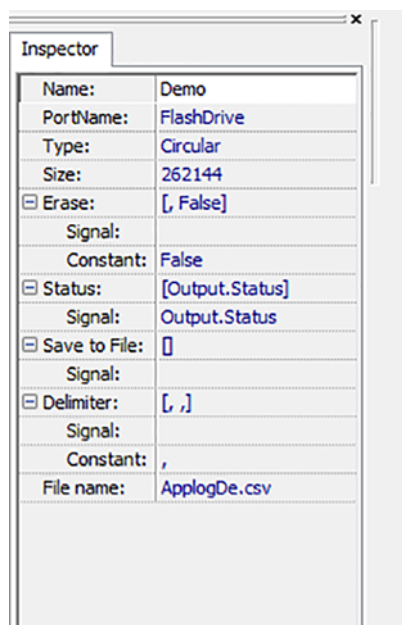 Inspector
Name: Demo
PortName: FlashDrive
Type: Circular
Size: 262144
Erase: [, False]
Signal:
Constant: False
Status: [Output.Status]
Signal: Output.Status
Save to File: []
Signal:
Delimiter: [, ,]
Signal:
Constant: ,
File name: ApplogDe.csv